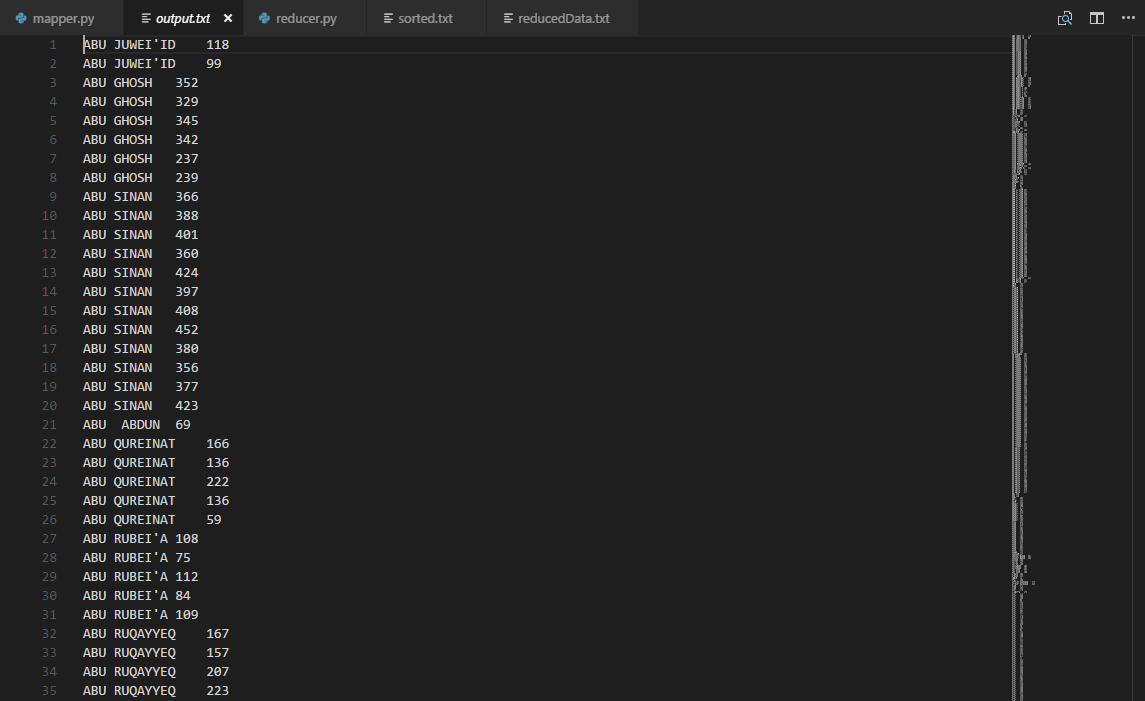 mapper.py output.txt × reducer.py sorted.txt reducedData.txt
1 ABU JUWEI'ID 118
2 ABU JUWEI'ID 99
3 ABU GHOSH 352
4 ABU GHOSH 329
5 ABU GHOSH 345
6 ABU GHOSH 342
7 ABU GHOSH 237
8 ABU GHOSH 239
9 ABU SINAN 366
10 ABU SINAN 388
11 ABU SINAN 401
12 ABU SINAN 360
13 ABU SINAN 424
14 ABU SINAN 397
15 ABU SINAN 408
16 ABU SINAN 452
17 ABU SINAN 380
18 ABU SINAN 356
19 ABU SINAN 377
20 ABU SINAN 423
21 ABU  ABDUN 69
22 ABU QUREINAT 166
23 ABU QUREINAT 136
24 ABU QUREINAT 222
25 ABU QUREINAT 136
26 ABU QUREINAT 59
27 ABU RUBEI'A 108
28 ABU RUBEI'A 75
29 ABU RUBEI'A 112
30 ABU RUBEI'A 84
31 ABU RUBEI'A 109
32 ABU RUQAYYEQ 167
33 ABU RUQAYYEQ 157
34 ABU RUQAYYEQ 207
35 ABU RUQAYYEQ 223